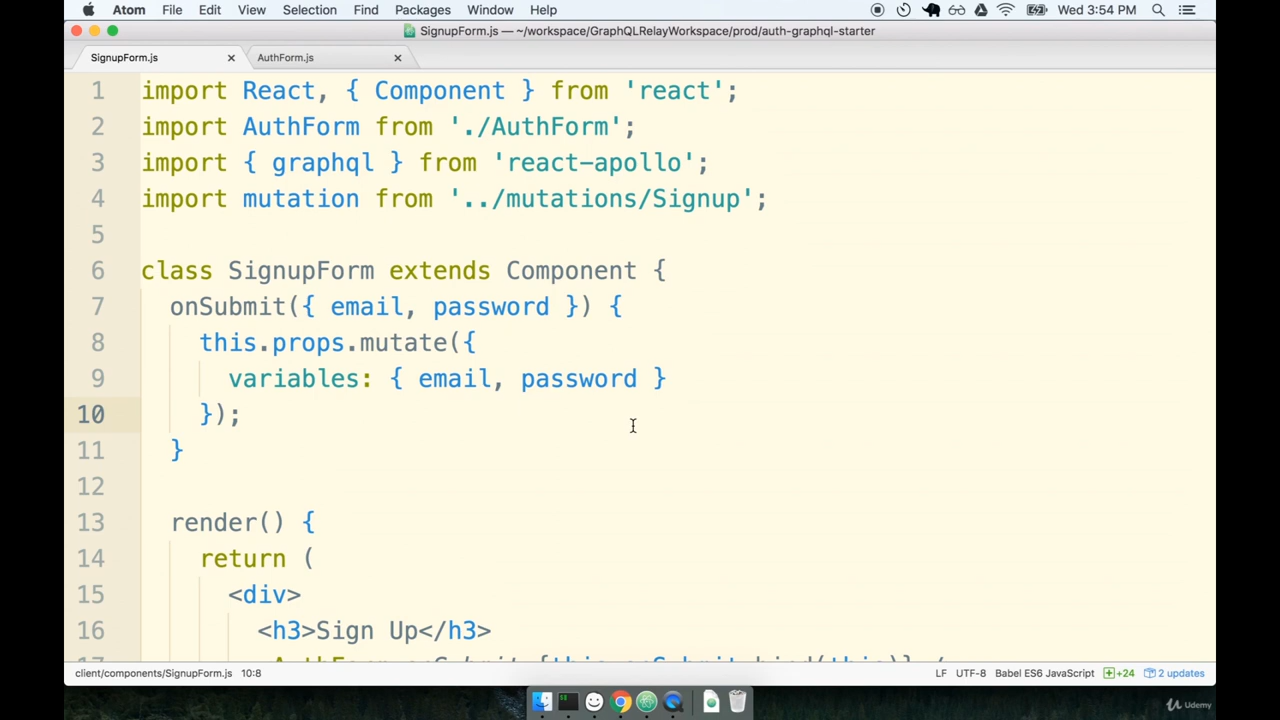 Atom File Edit View Selection Find Packages Window Help Wed 3:54 PM
SignupForm.js — ~/workspace/GraphQLRelayWorkspace/prod/auth-graphql-starter
SignupForm.js AuthForm.js
1 import React, { Component } from 'react';
2 import AuthForm from './AuthForm';
3 import { graphql } from 'react-apollo';
4 import mutation from '../mutations/Signup';
5
6 class SignupForm extends Component {
7 onSubmit({ email, password }) {
8 this.props.mutate({
9 variables: { email, password }
10 });
11 }
12
13 render() {
14 return (
15 <div>
16 <h3>Sign Up</h3>
client/components/SignupForm.js 10:8 LF UTF-8 Babel ES6 JavaScript +24 2 updates
Udemy